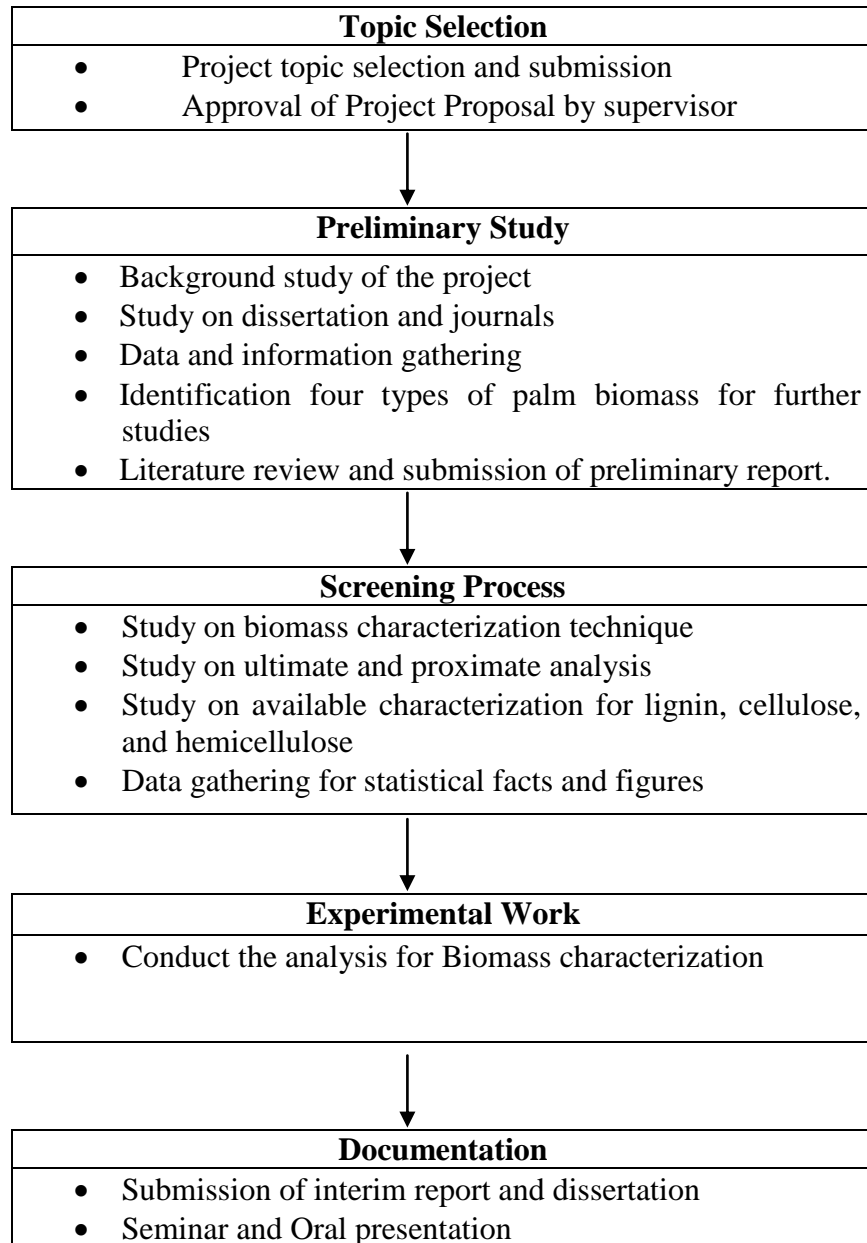 Topic Selection
• Project topic selection and submission
• Approval of Project Proposal by supervisor
Preliminary Study
• Background study of the project
• Study on dissertation and journals
• Data and information gathering
• Identification four types of palm biomass for further
studies
• Literature review and submission of preliminary report.
Screening Process
• Study on biomass characterization technique
• Study on ultimate and proximate analysis
• Study on available characterization for lignin, cellulose,
and hemicellulose
• Data gathering for statistical facts and figures
Experimental Work
• Conduct the analysis for Biomass characterization
Documentation
• Submission of interim report and dissertation
• Seminar and Oral presentation